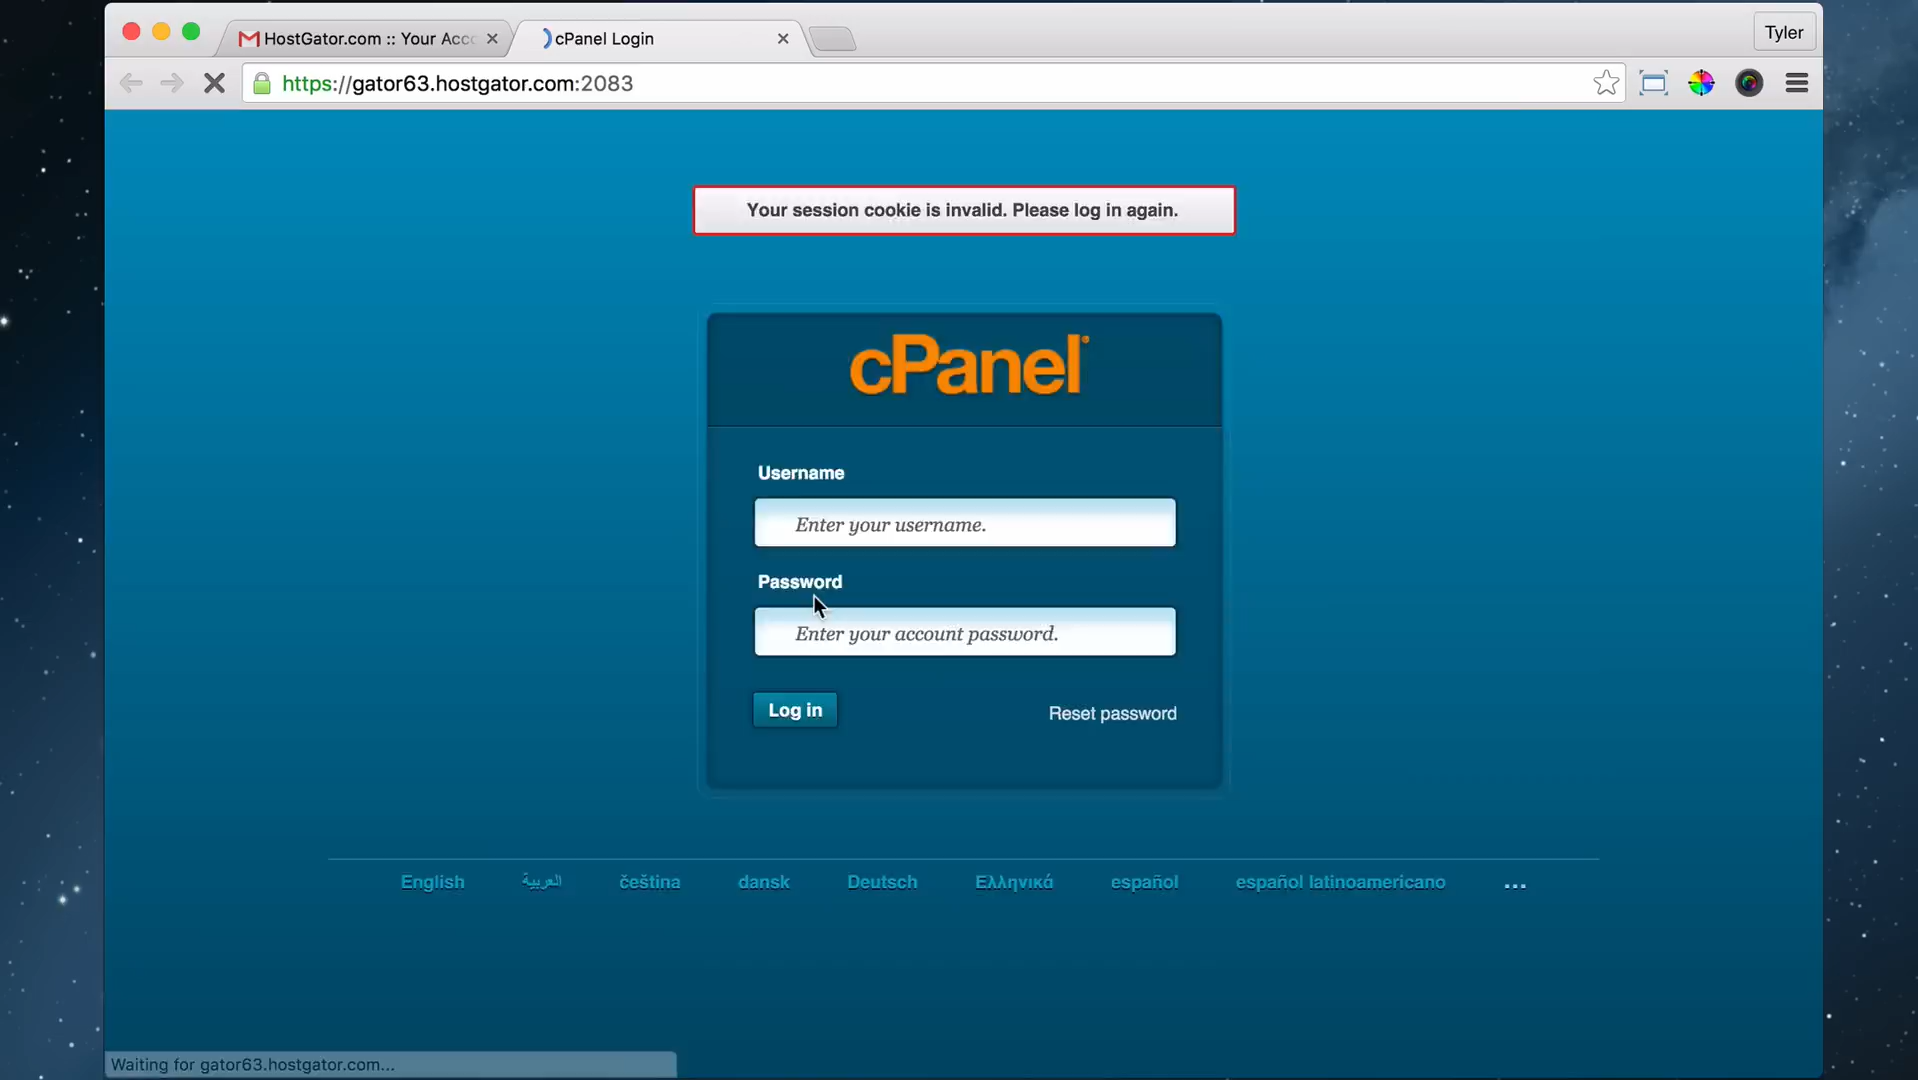 HostGator.com :: Your Acc
cPanel Login
Tyler
https://gator63.hostgator.com:2083
Your session cookie is invalid. Please log in again.
cPanel
Username
Enter your username.
Password
Enter your account password.
Log in
Reset password
English العربية čeština dansk Deutsch Ελληνικά español español latinoamericano ...
Waiting for gator63.hostgator.com...